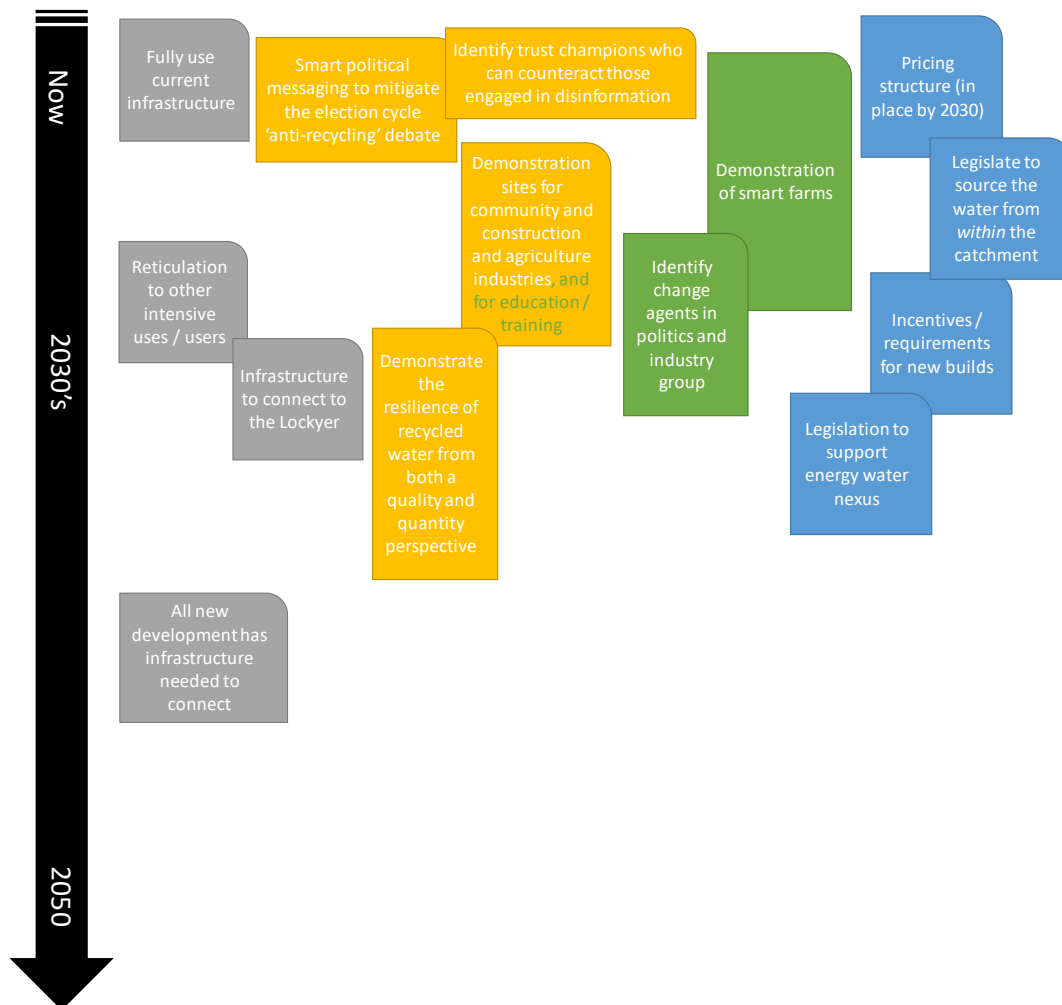 Now
2030's
2050
Fully use
current
infrastructure
Smart political
messaging to mitigate
the election cycle
‘anti-recycling’ debate
Identify trust champions who
can counteract those
engaged in disinformation
Demonstration
of smart farms
Pricing
structure (in
place by 2030)
Legislate to
source the
water from
within the
catchment
Demonstration
sites for
community and
construction
and agriculture
industries, and
for education /
training
Reticulation
to other
intensive
uses / users
Identify
change
agents in
politics and
industry
group
Incentives /
requirements
for new builds
Infrastructure
to connect to
the Lockyer
Demonstrate
the
resilience of
recycled
water from
both a
quality and
quantity
perspective
Legislation to
support
energy water
nexus
All new
development has
infrastructure
needed to
connect